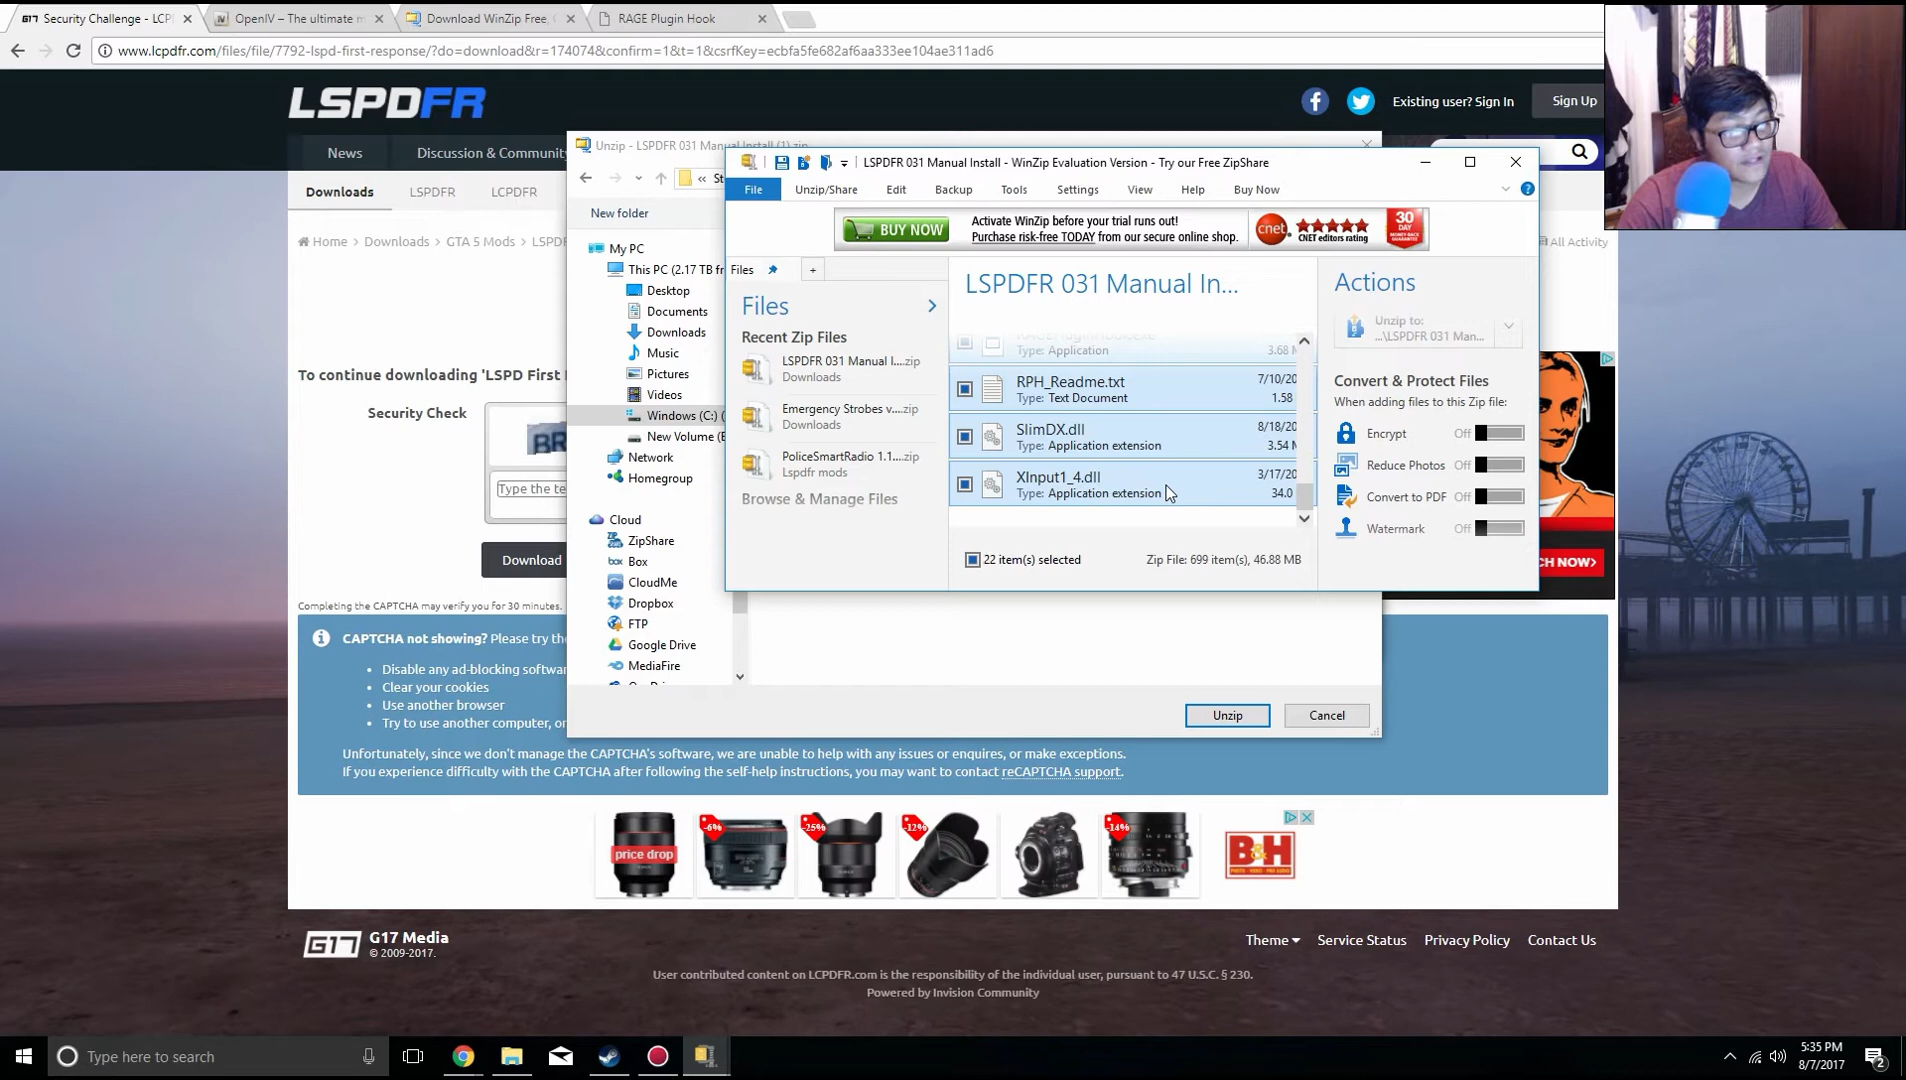 G17 Security Challenge - LCPD
OpenIV – The ultimate m
Download WinZip Free,
RAGE Plugin Hook
www.lcpdfr.com/files/file/7792-lspd-first-response/?do=download&r=174074&confirm=1&t=1&csrfKey=ecbfa5fe682af6aa333ee104ae311ad6
LSPDFR
Existing user? Sign In
Sign Up
News
Discussion & Community
Downloads
LSPDFR
LCPDFR
Home
Downloads
GTA 5 Mods
LSPDF
All Activity
To continue downloading 'LSPD First
Security Check
BR
Type the te
Download
Completing the CAPTCHA may verify you for 30 minutes.
CAPTCHA not showing? Please try the
Disable any ad-blocking softwar
Clear your cookies
Use another browser
Try to use another computer, or
Unfortunately, since we don't manage the CAPTCHA's software, we are unable to help with any issues or enquires, or make exceptions.
If you experience difficulty with the CAPTCHA after following the self-help instructions, you may want to contact reCAPTCHA support.
Unzip - LSPDFR 031 Manual Install (1).zip
« St
New folder
My PC
This PC (2.17 TB fr
Desktop
Documents
Downloads
Music
Pictures
Videos
Windows (C:) (
New Volume (E
Network
Homegroup
Cloud
ZipShare
Box
CloudMe
Dropbox
FTP
Google Drive
MediaFire
Unzip
Cancel
LSPDFR 031 Manual Install - WinZip Evaluation Version - Try our Free ZipShare
File
Unzip/Share
Edit
Backup
Tools
Settings
View
Help
Buy Now
BUY NOW
Activate WinZip before your trial runs out!
Purchase risk-free TODAY from our secure online shop.
cnet
CNET editors rating
30
DAY
MONEY-BACK
GUARANTEE
Files
+
Files
Recent Zip Files
LSPDFR 031 Manual I....zip
Downloads
Emergency Strobes v....zip
Downloads
PoliceSmartRadio 1.1....zip
Lspdfr mods
Browse & Manage Files
LSPDFR 031 Manual In...
RAGEPluginHook.exe
Type: Application
3.68 M
RPH_Readme.txt
7/10/20
Type: Text Document
1.58
SlimDX.dll
8/18/20
Type: Application extension
3.54 M
XInput1_4.dll
3/17/20
Type: Application extension
34.0
22 item(s) selected
Zip File: 699 item(s), 46.88 MB
Actions
Unzip to:
...\LSPDFR 031 Man...
Convert & Protect Files
When adding files to this Zip file:
Encrypt
Off
Reduce Photos
Off
Convert to PDF
Off
Watermark
Off
CH NOW>
price drop
-6%
-25%
-12%
-14%
B&H
PHOTO - VIDEO - PRO AUDIO
G17
G17 Media
© 2009-2017.
Theme
Service Status
Privacy Policy
Contact Us
User contributed content on LCPDFR.com is the responsibility of the individual user, pursuant to 47 U.S.C. § 230.
Powered by Invision Community
Type here to search
5:35 PM
8/7/2017
2